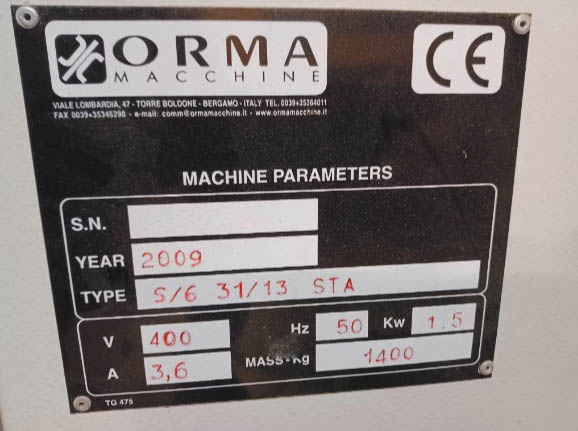 ORMA
MACCHINE
CE
VIALE LOMBARDIA, 47 - TORRE BOLDONE - BERGAMO - ITALY TEL. 0039+35364011
FAX 0039+35346290 - e-mail: comm@ormamacchine.it - www.ormamacchine.it
MACHINE PARAMETERS
S.N.
YEAR 2009
TYPE S/6 31/13 STA
V 400 Hz 50 Kw 1.5
A 3,6 MASS-Kg 1400
TG 475